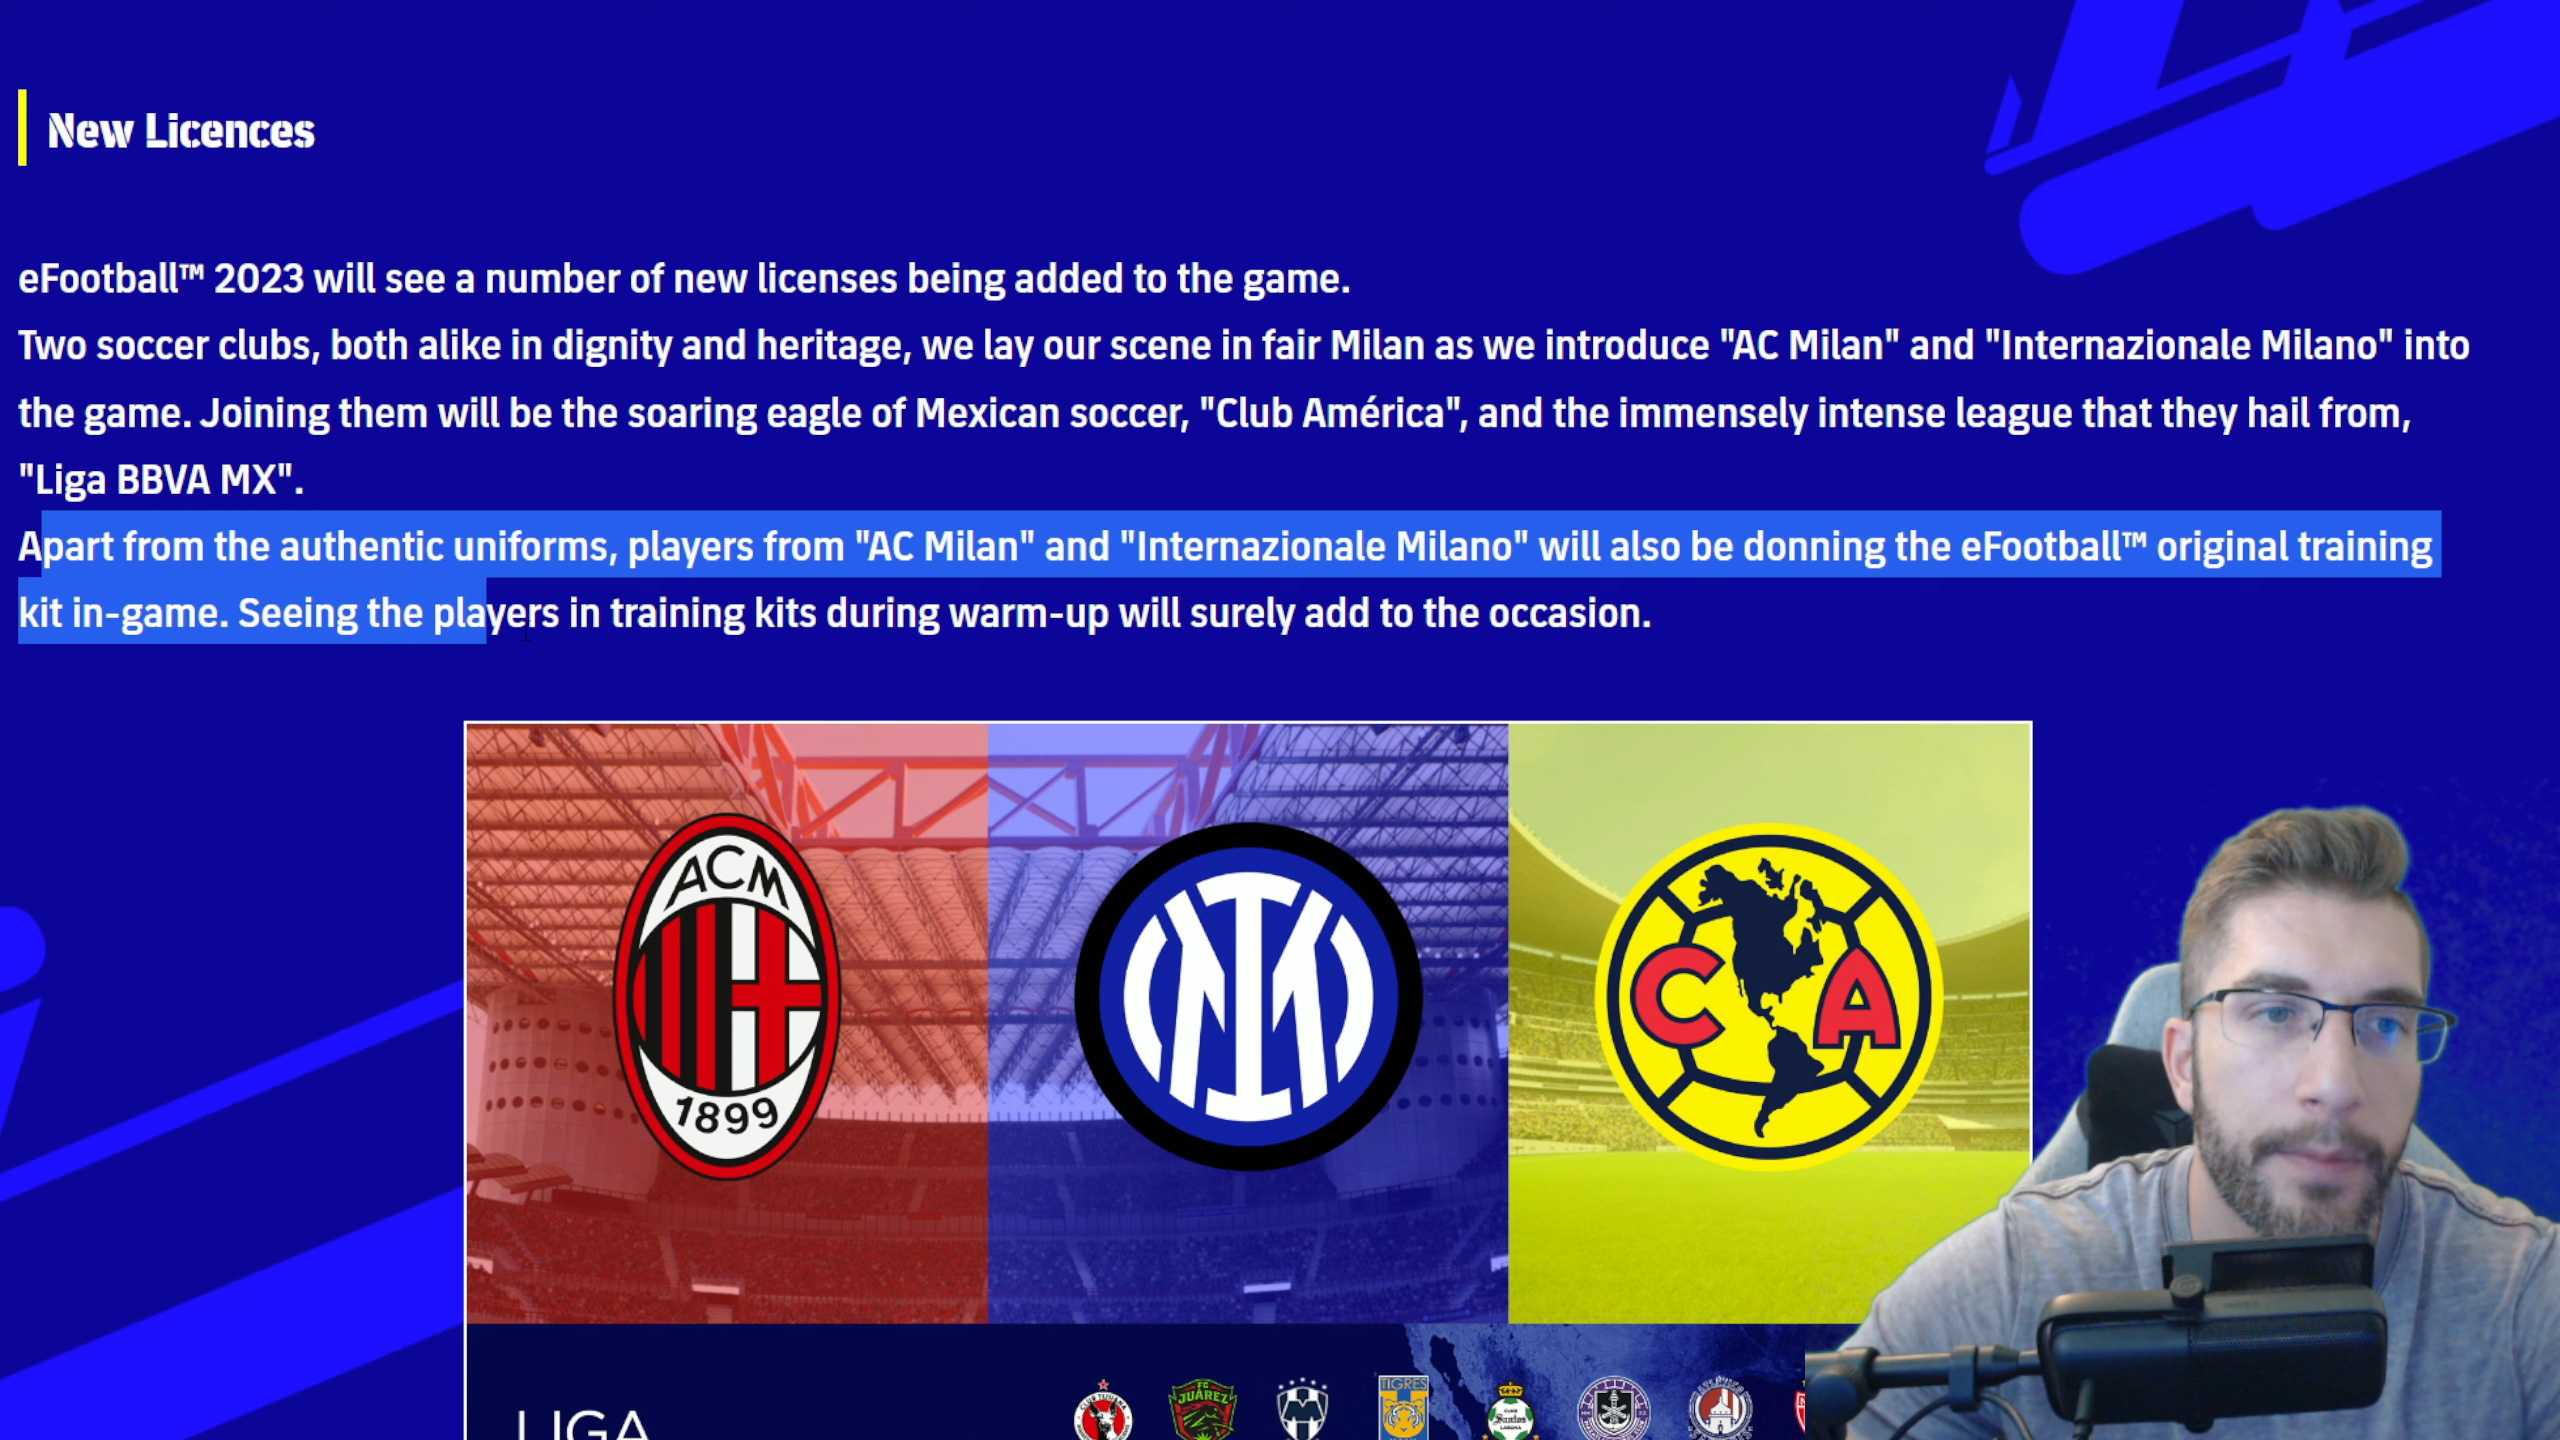 New Licences
eFootball™ 2023 will see a number of new licenses being added to the game.
Two soccer clubs, both alike in dignity and heritage, we lay our scene in fair Milan as we introduce "AC Milan" and "Internazionale Milano" into
the game. Joining them will be the soaring eagle of Mexican soccer, "Club América", and the immensely intense league that they hail from,
"Liga BBVA MX".
Apart from the authentic uniforms, players from "AC Milan" and "Internazionale Milano" will also be donning the eFootball™ original training
kit in-game. Seeing the players in training kits during warm-up will surely add to the occasion.
ACM
1899
C A
LIGA
FC
JUÁREZ
TIGRES
CLUB
Santos
LAGUNA